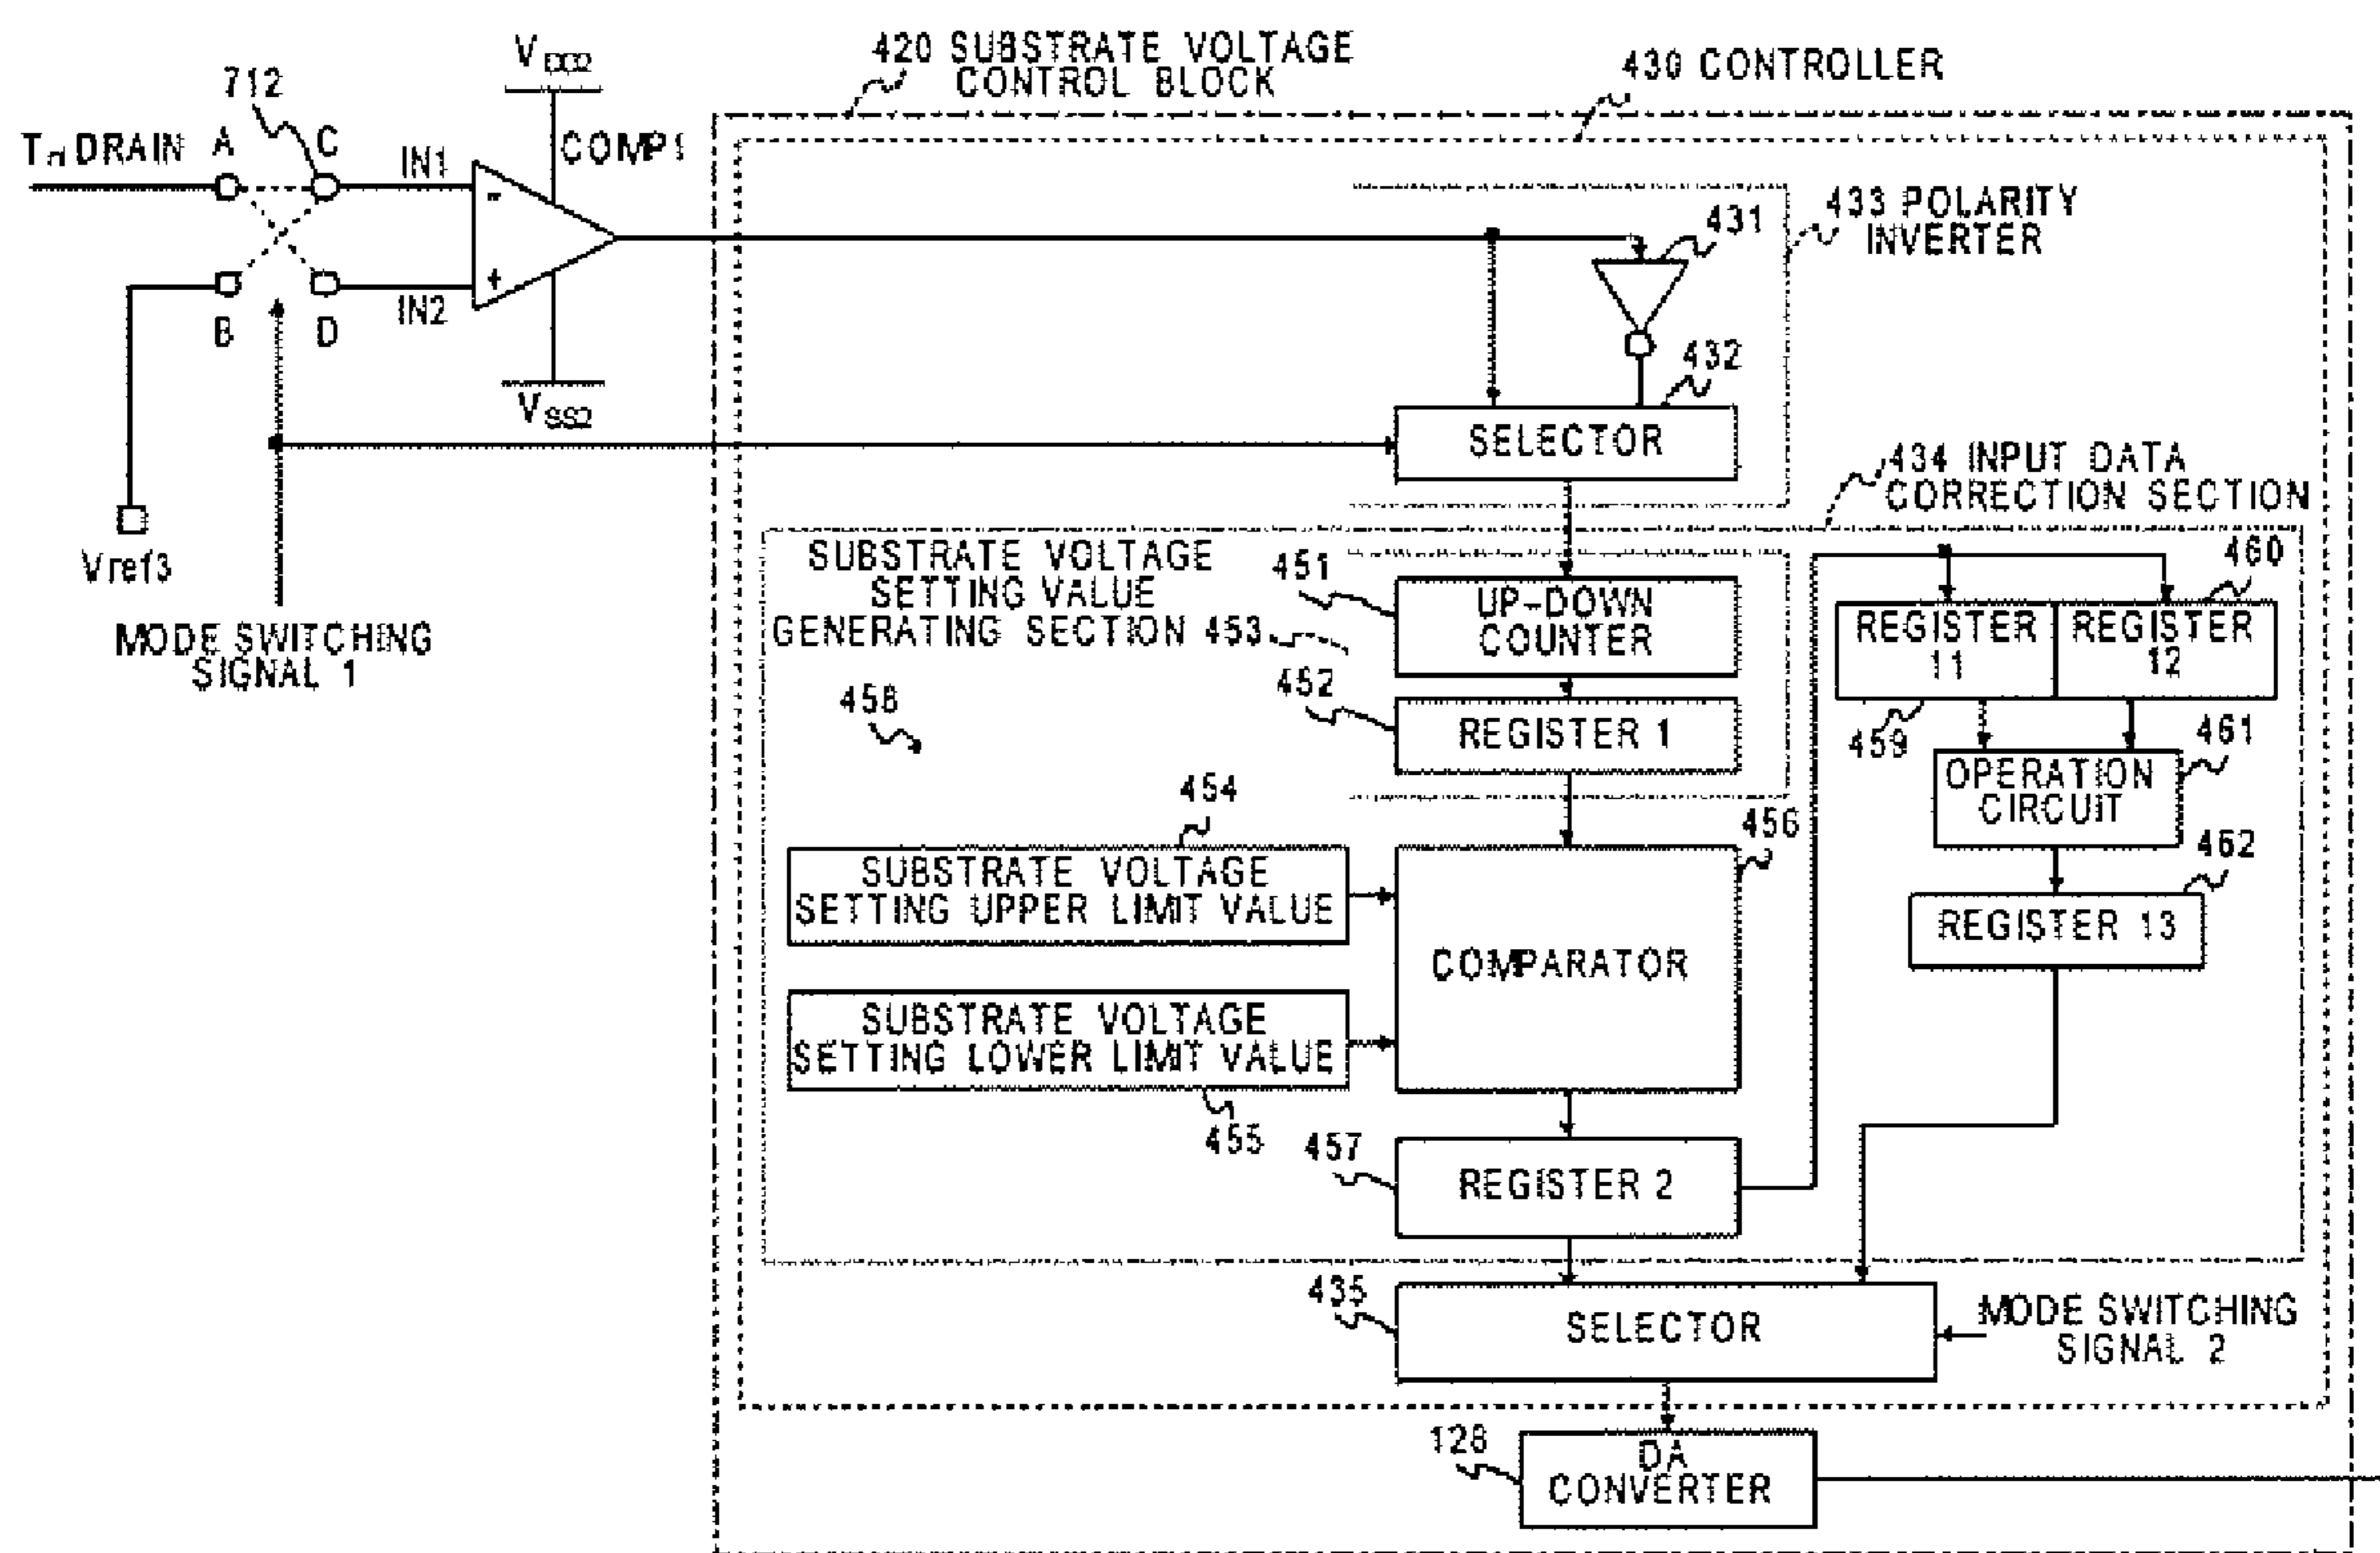 420 SUBSTRATE VOLTAGE
CONTROL BLOCK
430 CONTROLLER
712
VDD2
COMP1
Tn DRAIN
A
C
IN1
-
+
B
D
IN2
VSS2
Vref3
MODE SWITCHING
SIGNAL 1
431
433 POLARITY
INVERTER
432
SELECTOR
434 INPUT DATA
CORRECTION SECTION
SUBSTRATE VOLTAGE
SETTING VALUE
GENERATING SECTION 453
451
UP-DOWN
COUNTER
452
REGISTER 1
458
460
REGISTER
11
REGISTER
12
459
461
OPERATION
CIRCUIT
462
REGISTER 13
454
SUBSTRATE VOLTAGE
SETTING UPPER LIMIT VALUE
456
COMPARATOR
SUBSTRATE VOLTAGE
SETTING LOWER LIMIT VALUE
455
457
REGISTER 2
435
SELECTOR
MODE SWITCHING
SIGNAL 2
128
DA
CONVERTER